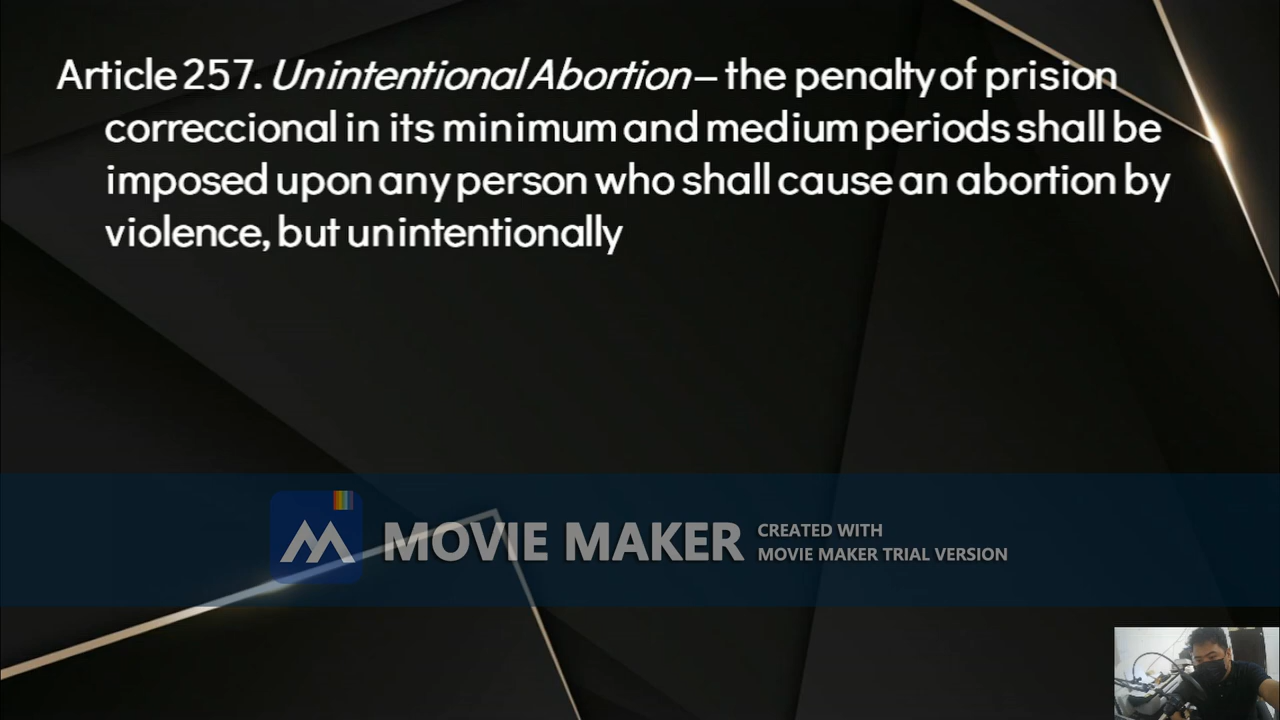 Article 257. Unintentional Abortion – the penalty of prision
correccional in its minimum and medium periods shall be
imposed upon any person who shall cause an abortion by
violence, but unintentionally
MOVIE MAKER
CREATED WITH
MOVIE MAKER TRIAL VERSION